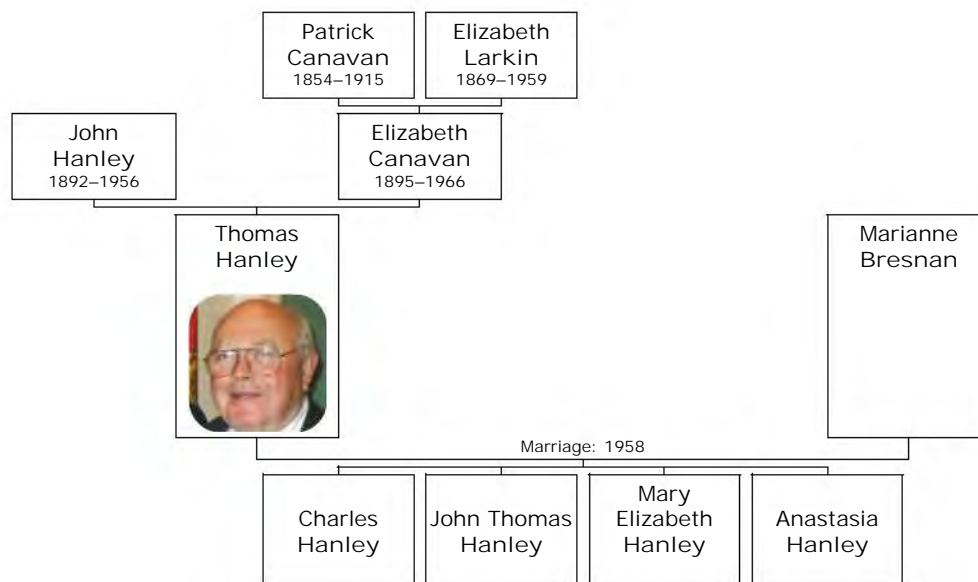 Patrick
Canavan
1854–1915
Elizabeth
Larkin
1869–1959
John
Hanley
1892–1956
Elizabeth
Canavan
1895–1966
Thomas
Hanley
Marianne
Bresnan
Marriage: 1958
Charles
Hanley
John Thomas
Hanley
Mary
Elizabeth
Hanley
Anastasia
Hanley